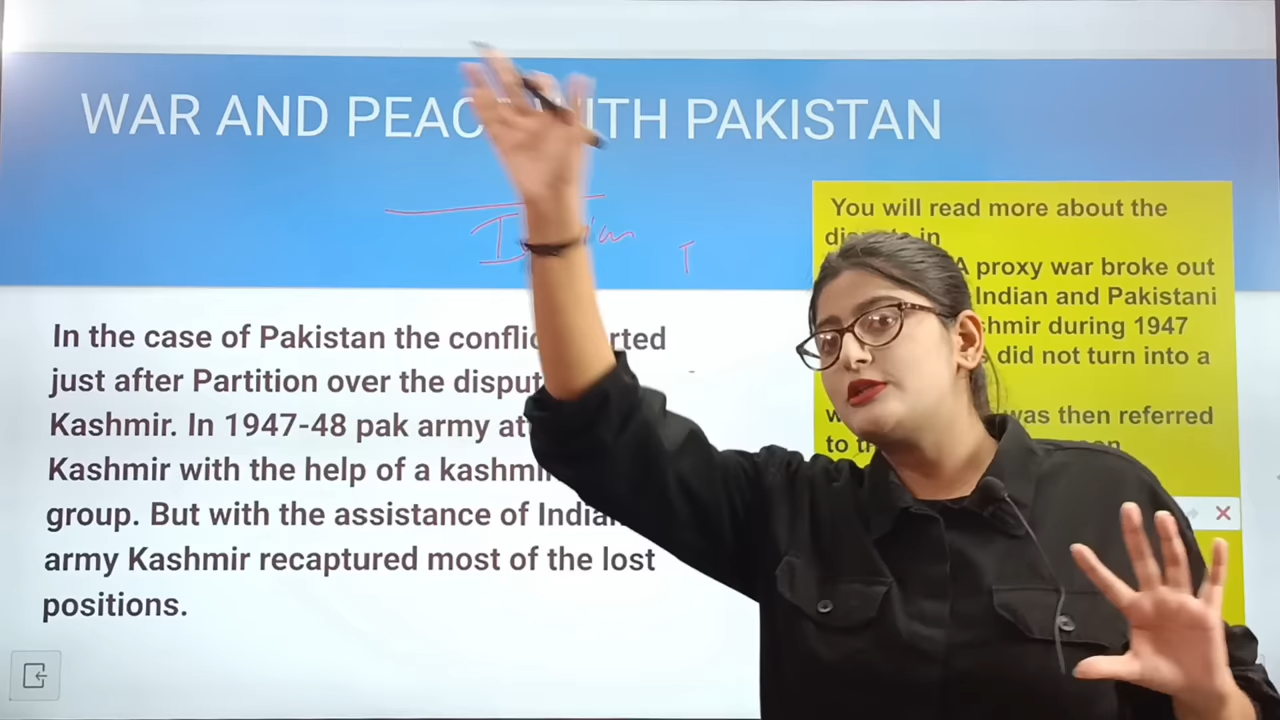 WAR AND PEAC WITH PAKISTAN
In the case of Pakistan the conflic rted
just after Partition over the disput
Kashmir. In 1947-48 pak army at
Kashmir with the help of a kashmi
group. But with the assistance of India
army Kashmir recaptured most of the lost
positions.
You will read more about the
in
A proxy war broke out
Indian and Pakistani
shmir during 1947
did not turn into a
was then referred
to